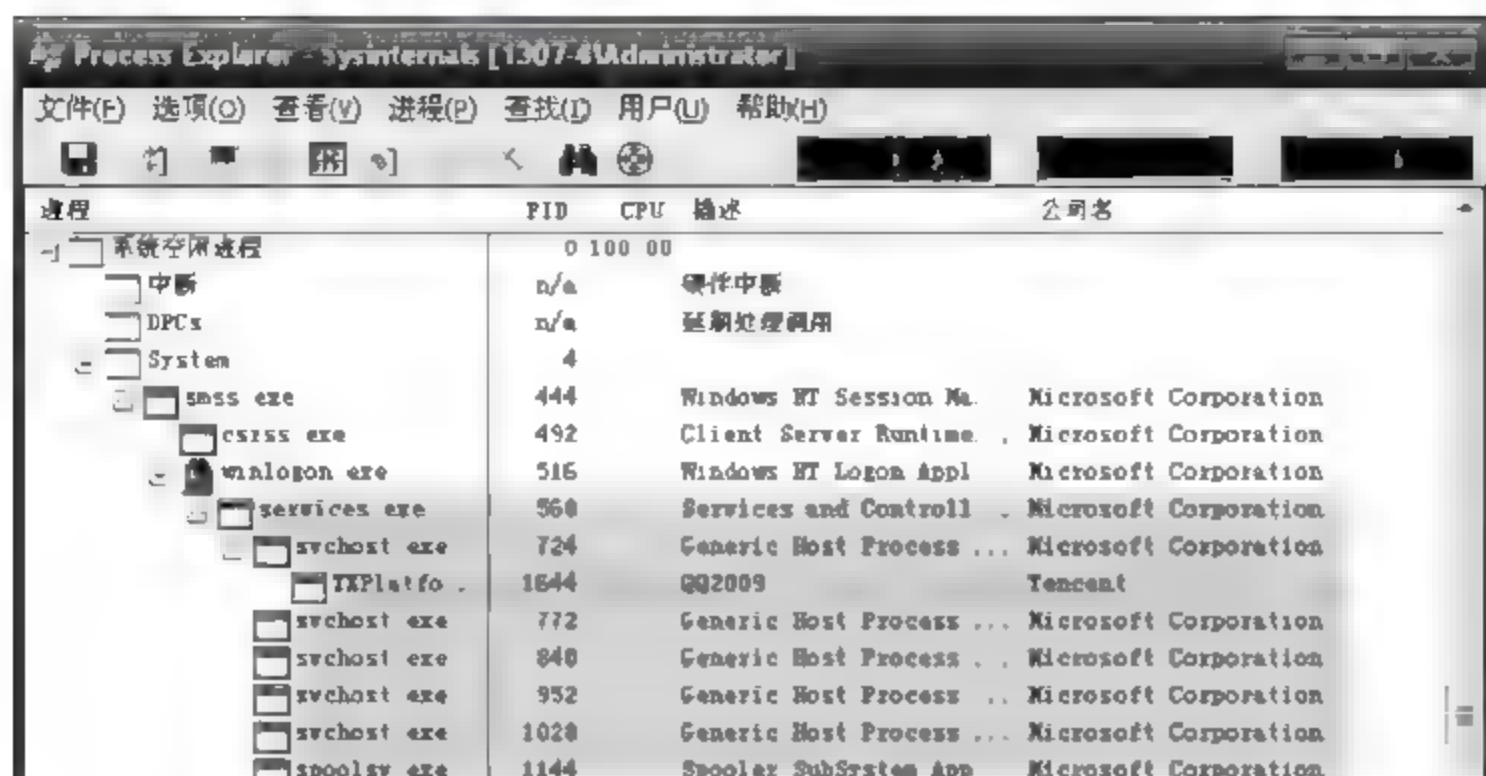 Process Explorer - Sysinternals [1307-4\Administrator]
文件(F) 选项(O) 查看(V) 进程(P) 查找(I) 用户(U) 帮助(H)
进程 PID CPU 描述 公司名
系统空闲进程 0 100 00
中断 n/a 硬件中断
DPCs n/a 延期处理调用
System 4
smss exe 444 Windows NT Session Ma. Microsoft Corporation
csrss exe 492 Client Server Runtime. . Microsoft Corporation
winlogon exe 516 Windows NT Logon Appl Microsoft Corporation
services exe 560 Services and Controll . Microsoft Corporation
svchost exe 724 Generic Host Process ... Microsoft Corporation
TXPlatfo . 1644 QQ2009 Tencent
svchost exe 772 Generic Host Process ... Microsoft Corporation
svchost exe 840 Generic Host Process . . Microsoft Corporation
svchost exe 952 Generic Host Process .. Microsoft Corporation
svchost exe 1028 Generic Host Process ... Microsoft Corporation
spoolsv exe 1144 Spooler SubSystem App Microsoft Corporation